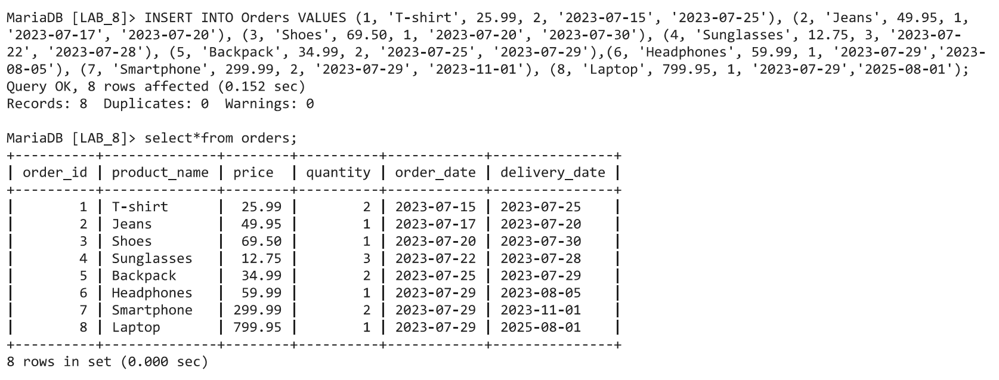 MariaDB [LAB_8]> INSERT INTO Orders VALUES (1, 'T-shirt', 25.99, 2, '2023-07-15', '2023-07-25'), (2, 'Jeans', 49.95, 1,
'2023-07-17', '2023-07-20'), (3, 'Shoes', 69.50, 1, '2023-07-20', '2023-07-30'), (4, 'Sunglasses', 12.75, 3, '2023-07-
22', '2023-07-28'), (5, 'Backpack', 34.99, 2, '2023-07-25', '2023-07-29'),(6, 'Headphones', 59.99, 1, '2023-07-29','2023-
08-05'), (7, 'Smartphone', 299.99, 2, '2023-07-29', '2023-11-01'), (8, 'Laptop', 799.95, 1, '2023-07-29','2025-08-01');
Query OK, 8 rows affected (0.152 sec)
Records: 8  Duplicates: 0  Warnings: 0

MariaDB [LAB_8]> select*from orders;
+----------+--------------+--------+----------+------------+---------------+
| order_id | product_name | price  | quantity | order_date | delivery_date |
+----------+--------------+--------+----------+------------+---------------+
|        1 | T-shirt      |  25.99 |        2 | 2023-07-15 | 2023-07-25    |
|        2 | Jeans        |  49.95 |        1 | 2023-07-17 | 2023-07-20    |
|        3 | Shoes        |  69.50 |        1 | 2023-07-20 | 2023-07-30    |
|        4 | Sunglasses   |  12.75 |        3 | 2023-07-22 | 2023-07-28    |
|        5 | Backpack     |  34.99 |        2 | 2023-07-25 | 2023-07-29    |
|        6 | Headphones   |  59.99 |        1 | 2023-07-29 | 2023-08-05    |
|        7 | Smartphone   | 299.99 |        2 | 2023-07-29 | 2023-11-01    |
|        8 | Laptop       | 799.95 |        1 | 2023-07-29 | 2025-08-01    |
+----------+--------------+--------+----------+------------+---------------+
8 rows in set (0.000 sec)